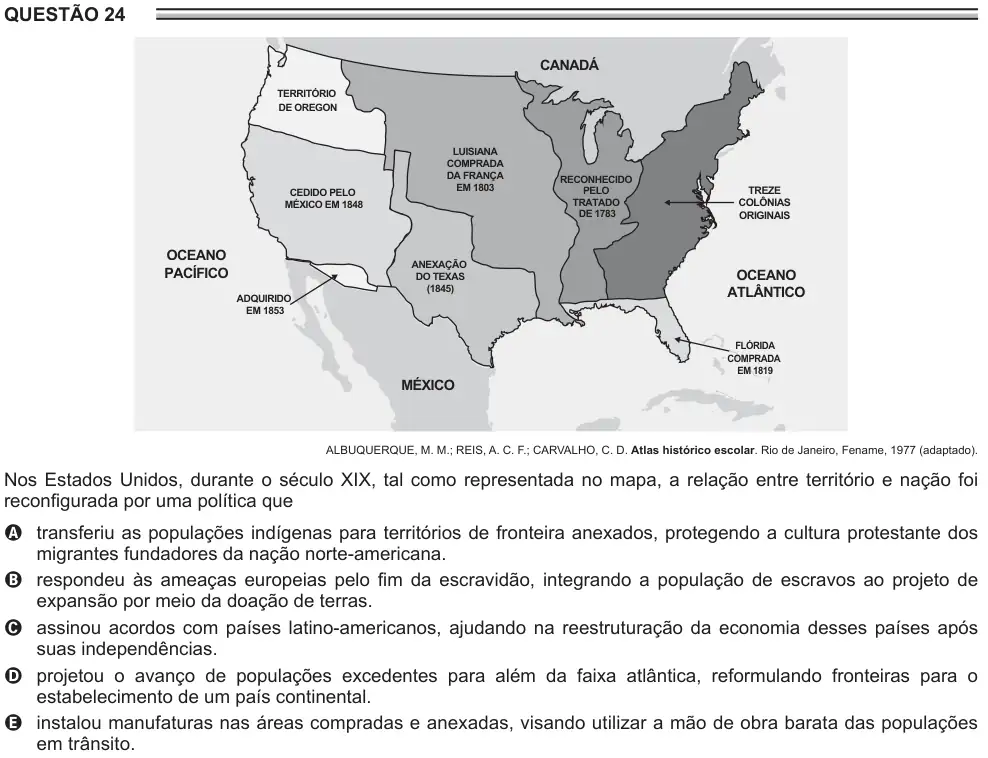 QUESTÃO 24
CANADÁ
TERRITÓRIO
DE OREGON
LUISIANA
COMPRADA
DA FRANÇA
EM 1803
RECONHECIDO
PELO
TRATADO
DE 1783
CEDIDO PELO
MÉXICO EM 1848
TREZE
COLÔNIAS
ORIGINAIS
OCEANO
PACÍFICO
ANEXAÇÃO
DO TEXAS
(1845)
OCEANO
ATLÂNTICO
ADQUIRIDO
EM 1853
FLÓRIDA
COMPRADA
EM 1819
MÉXICO
ALBUQUERQUE, M. M.; REIS, A. C. F.; CARVALHO, C. D. Atlas histórico escolar. Rio de Janeiro, Fename, 1977 (adaptado).
Nos Estados Unidos, durante o século XIX, tal como representada no mapa, a relação entre território e nação foi
reconfigurada por uma política que
A transferiu as populações indígenas para territórios de fronteira anexados, protegendo a cultura protestante dos
migrantes fundadores da nação norte-americana.
B respondeu às ameaças europeias pelo fim da escravidão, integrando a população de escravos ao projeto de
expansão por meio da doação de terras.
C assinou acordos com países latino-americanos, ajudando na reestruturação da economia desses países após
suas independências.
D projetou o avanço de populações excedentes para além da faixa atlântica, reformulando fronteiras para o
estabelecimento de um país continental.
E instalou manufaturas nas áreas compradas e anexadas, visando utilizar a mão de obra barata das populações
em trânsito.